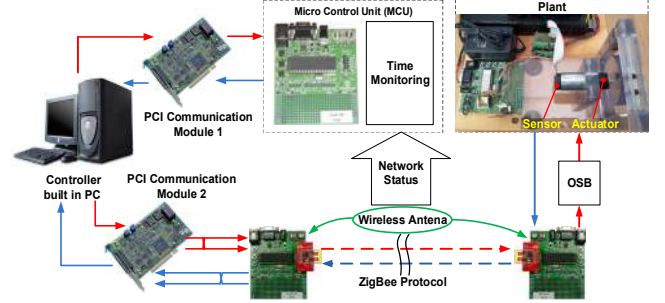 Micro Control Unit (MCU)
Plant
Time
Monitoring
PCI Communication
Module 1
Sensor Actuator
Controller
built in PC
PCI Communication
Module 2
Network
Status
OSB
Wireless Antena
ZigBee Protocol